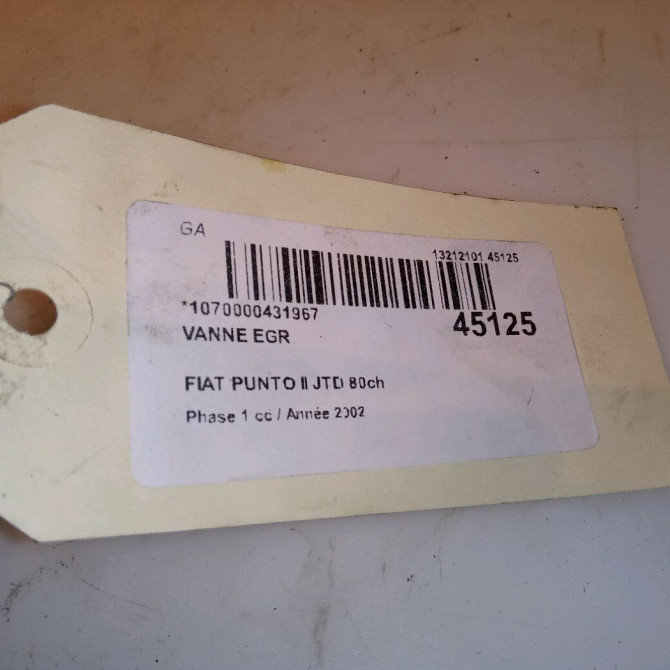 GA
13212101 45125
*1070000431967
45125
VANNE EGR
FIAT PUNTO II JTD 80ch
Phase 1 cc / Année 2002